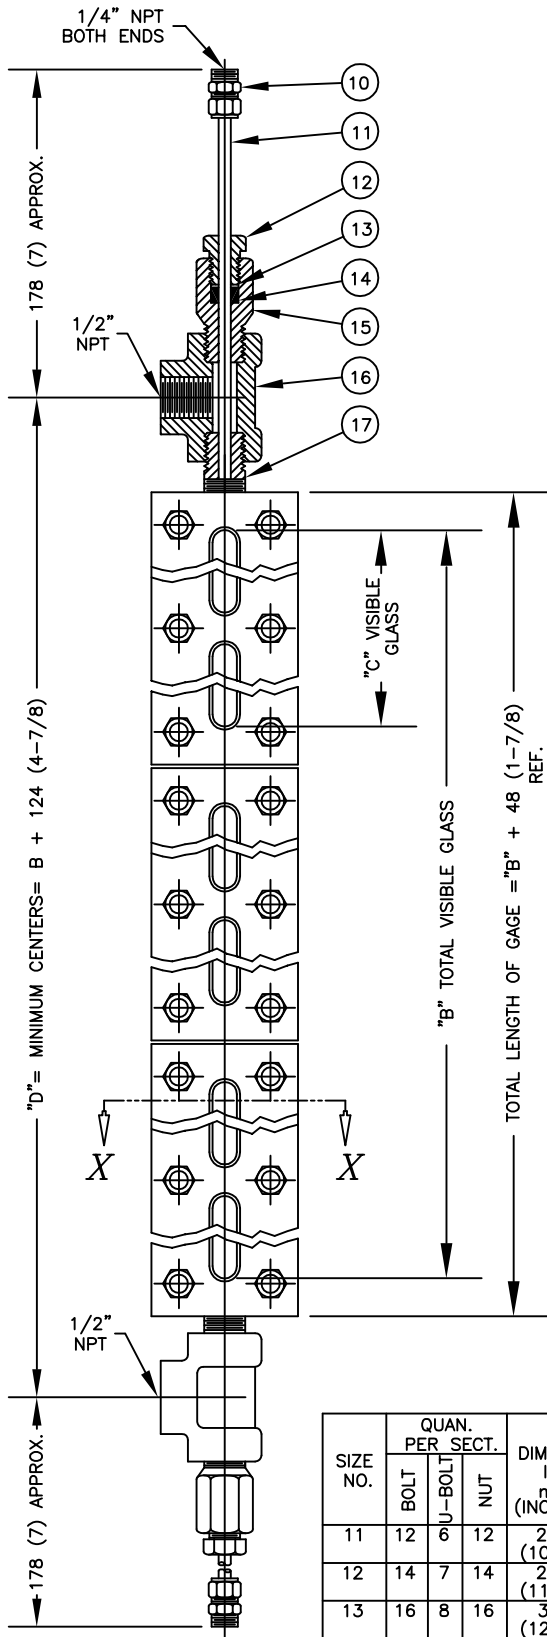 1/4" NPT
BOTH ENDS
10
11
12
13
14
15
16
17
178 (7) APPROX.
1/2"
NPT
"C" VISIBLE
GLASS
"B" TOTAL VISIBLE GLASS
TOTAL LENGTH OF GAGE ="B" + 48 (1-7/8)
REF.
"D"= MINIMUM CENTERS= B + 124 (4-7/8)
X X
1/2"
NPT
178 (7) APPROX.
SIZE
NO.
QUAN.
PER SECT.
BOLT
U-BOLT
NUT
11 12 6 12
12 14 7 14
13 16 8 16